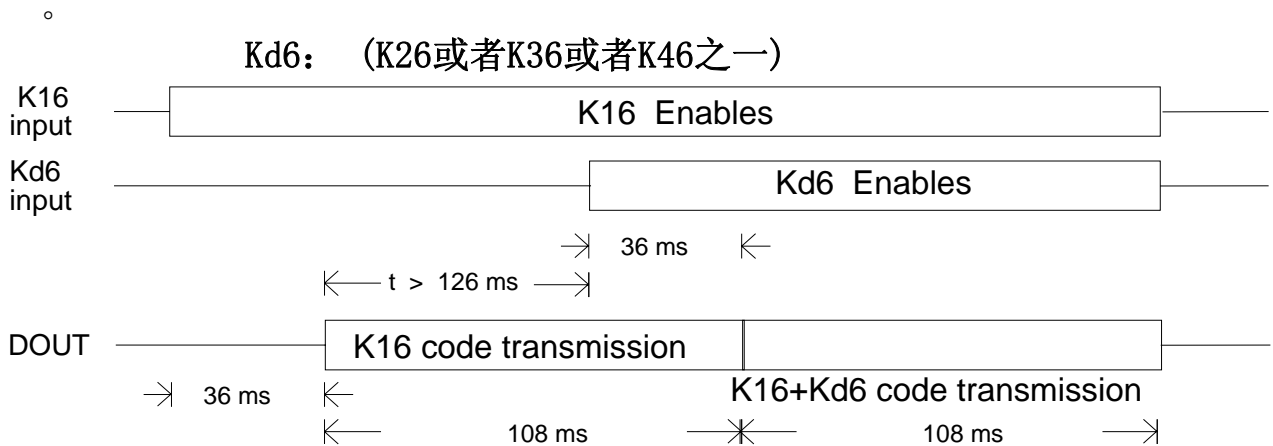 。
Kd6： （K26或者K36或者K46之一）
K16
input
K16 Enables
Kd6
input
Kd6 Enables
36 ms
t > 126 ms
DOUT
K16 code transmission
36 ms
K16+Kd6 code transmission
108 ms
108 ms